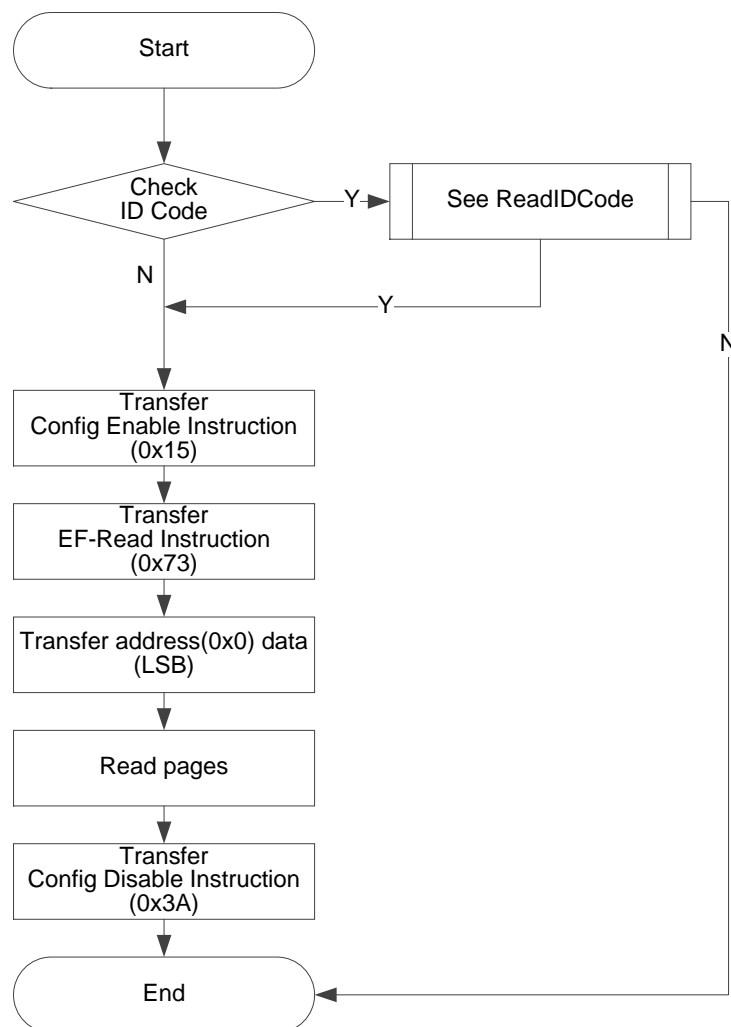 Start
Check
ID Code
Y
See ReadIDCode
N
Y
N
Transfer
Config Enable Instruction
(0x15)
Transfer
EF-Read Instruction
(0x73)
Transfer address(0x0) data
(LSB)
Read pages
Transfer
Config Disable Instruction
(0x3A)
End